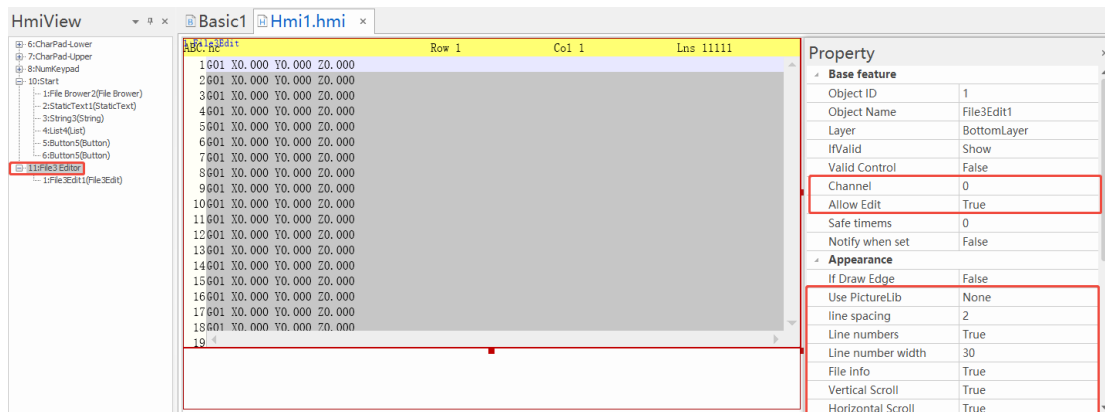 HmiView
6:CharPad-Lower
7:CharPad-Upper
8:NumKeypad
10:Start
1:File Brower2(File Brower)
2:StaticText1(StaticText)
3:String3(String)
4:List4(List)
5:Button5(Button)
6:Button5(Button)
11:File3 Editor
1:File3Edit1(File3Edit)
Basic1 Hmi1.hmi ×
ABC.nc Row 1 Col 1 Lns 11111
1 G01 X0.000 Y0.000 Z0.000
2 G01 X0.000 Y0.000 Z0.000
3 G01 X0.000 Y0.000 Z0.000
4 G01 X0.000 Y0.000 Z0.000
5 G01 X0.000 Y0.000 Z0.000
6 G01 X0.000 Y0.000 Z0.000
7 G01 X0.000 Y0.000 Z0.000
8 G01 X0.000 Y0.000 Z0.000
9 G01 X0.000 Y0.000 Z0.000
10 G01 X0.000 Y0.000 Z0.000
11 G01 X0.000 Y0.000 Z0.000
12 G01 X0.000 Y0.000 Z0.000
13 G01 X0.000 Y0.000 Z0.000
14 G01 X0.000 Y0.000 Z0.000
15 G01 X0.000 Y0.000 Z0.000
16 G01 X0.000 Y0.000 Z0.000
17 G01 X0.000 Y0.000 Z0.000
18 G01 X0.000 Y0.000 Z0.000
19
Property
Base feature
Object ID 1
Object Name File3Edit1
Layer BottomLayer
IfValid Show
Valid Control False
Channel 0
Allow Edit True
Safe timems 0
Notify when set False
Appearance
If Draw Edge False
Use PictureLib None
line spacing 2
Line numbers True
Line number width 30
File info True
Vertical Scroll True
Horizontal Scroll True